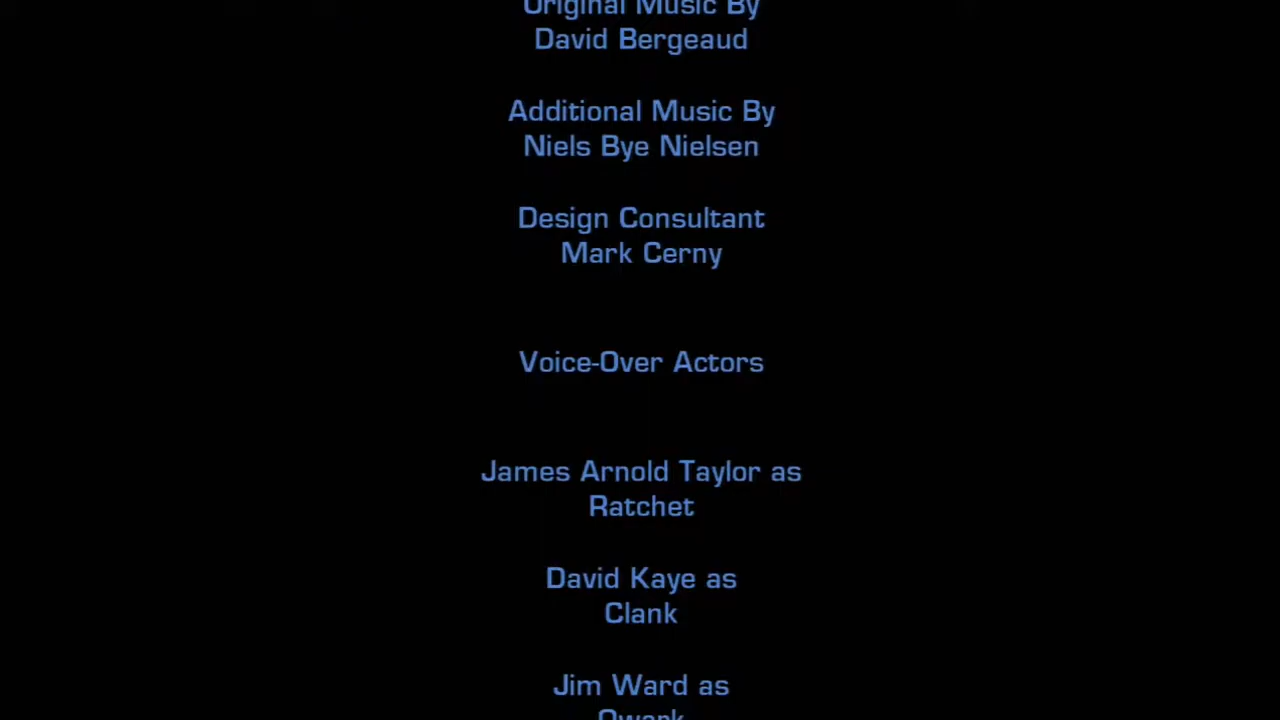 Original Music By
David Bergeaud
Additional Music By
Niels Bye Nielsen
Design Consultant
Mark Cerny
Voice-Over Actors
James Arnold Taylor as
Ratchet
David Kaye as
Clank
Jim Ward as
Qwark